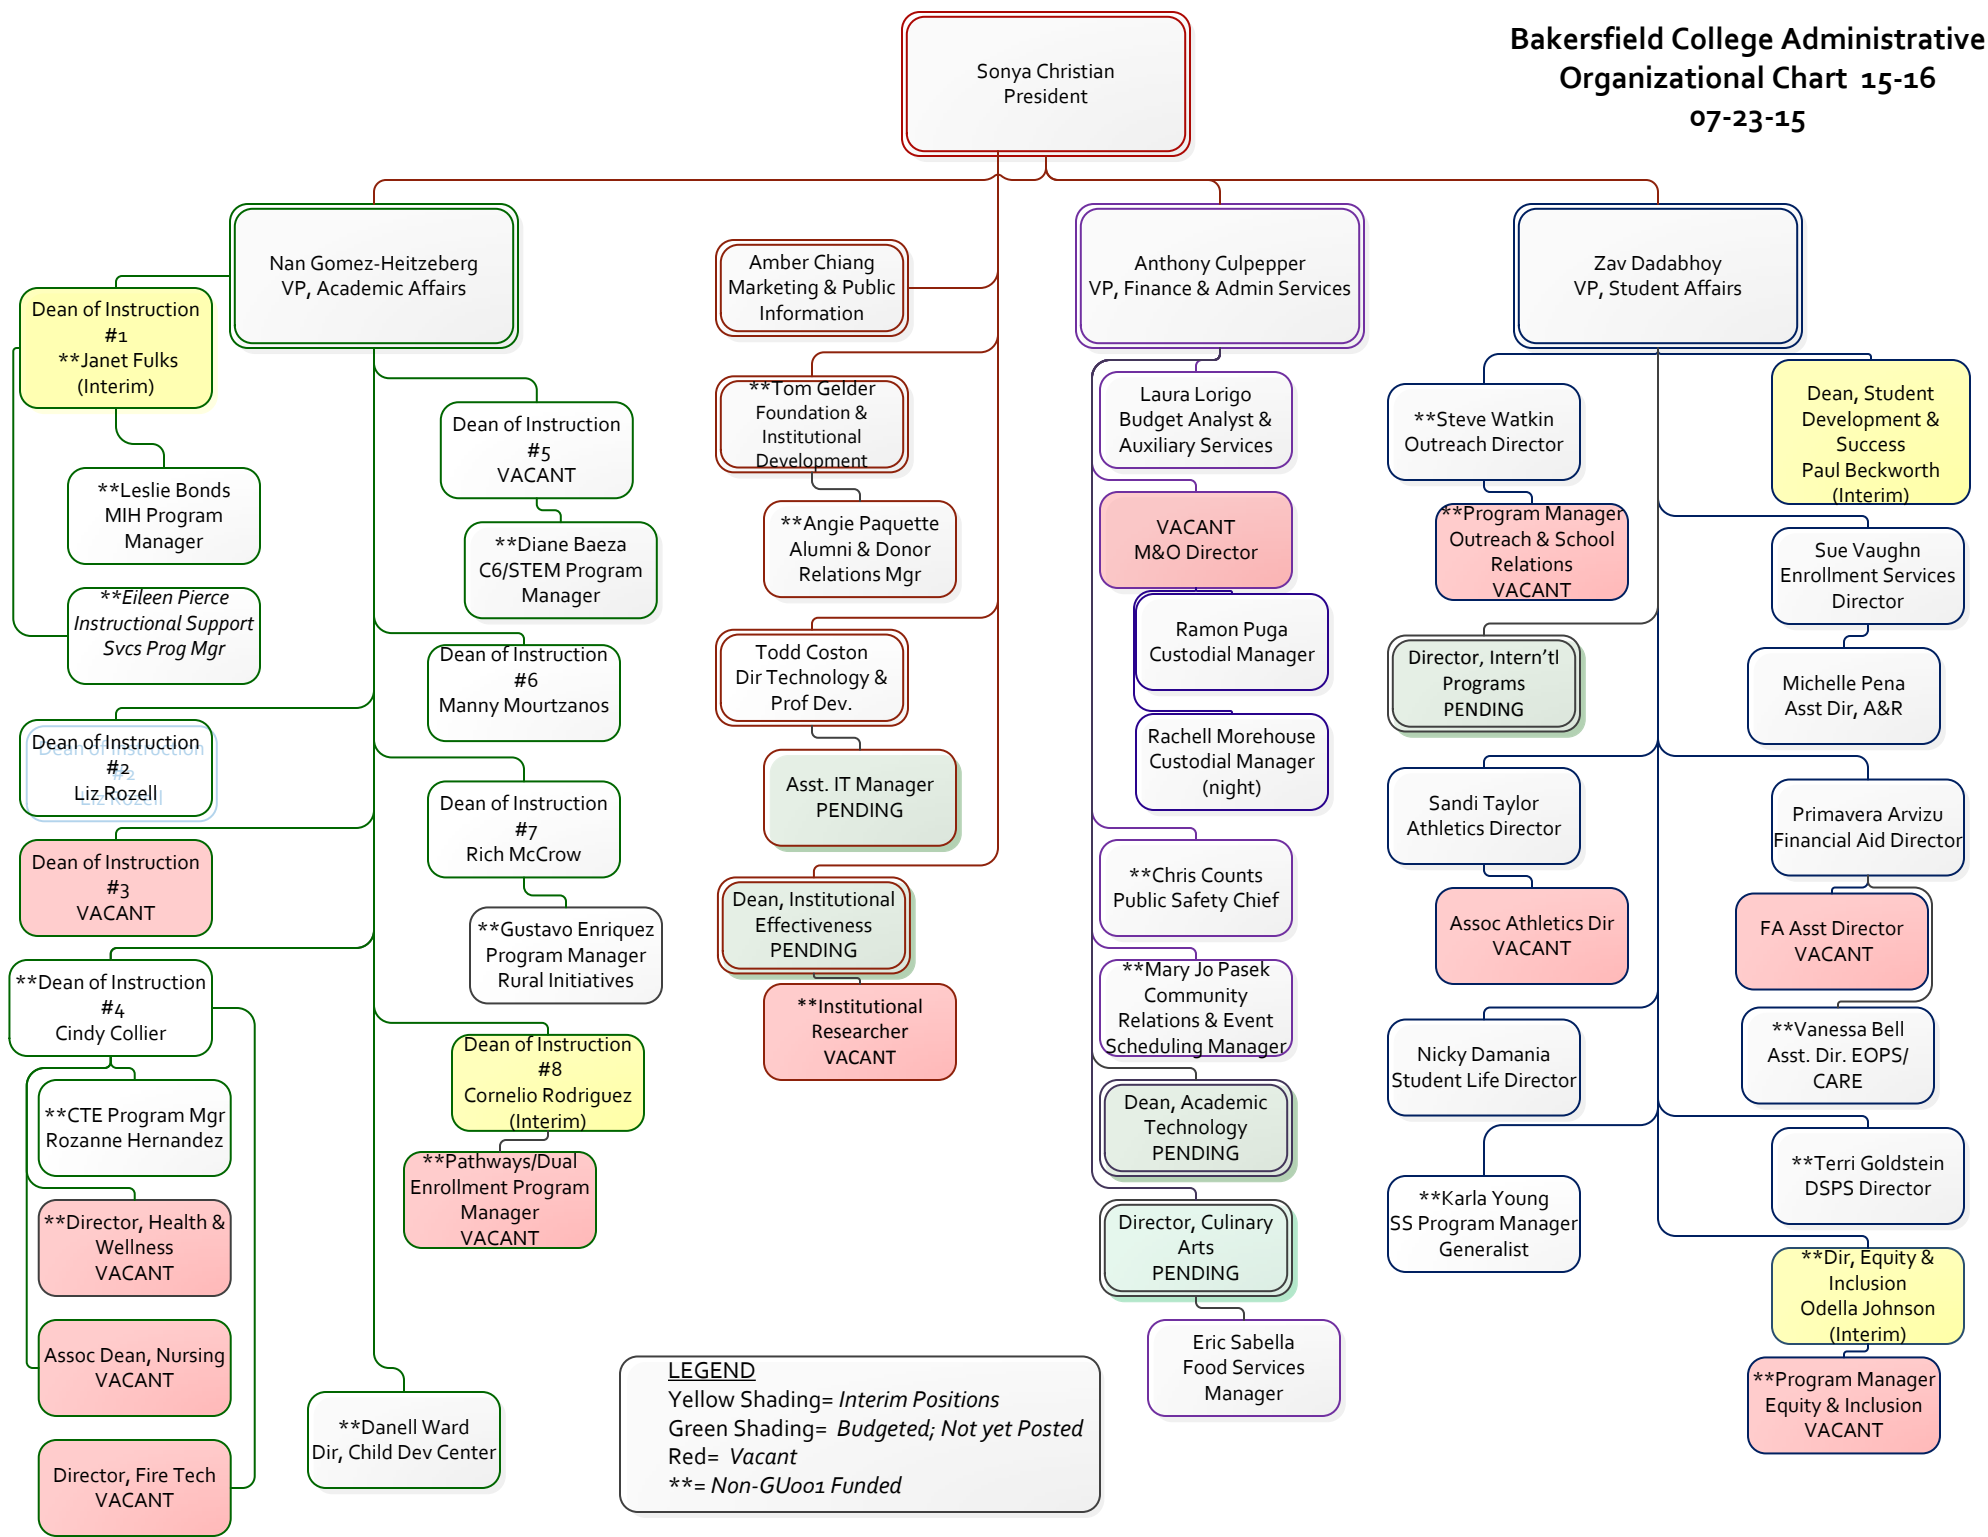 Bakersfield College Administrative
Organizational Chart 15-16
07-23-15
Sonya Christian
President
Nan Gomez-Heitzeberg
VP, Academic Affairs
Dean of Instruction
#1
**Janet Fulks
(Interim)
**Leslie Bonds
MIH Program
Manager
**Eileen Pierce
Instructional Support
Svcs Prog Mgr
Dean of Instruction
#2
Liz Rozell
Dean of Instruction
#2
Liz Rozell
Dean of Instruction
#3
VACANT
**Dean of Instruction
#4
Cindy Collier
**CTE Program Mgr
Rozanne Hernandez
**Director, Health &
Wellness
VACANT
Assoc Dean, Nursing
VACANT
Director, Fire Tech
VACANT
Dean of Instruction
#5
VACANT
**Diane Baeza
C6/STEM Program
Manager
Dean of Instruction
#6
Manny Mourtzanos
Dean of Instruction
#7
Rich McCrow
**Gustavo Enriquez
Program Manager
Rural Initiatives
Dean of Instruction
#8
Cornelio Rodriguez
(Interim)
**Pathways/Dual
Enrollment Program
Manager
VACANT
**Danell Ward
Dir, Child Dev Center
Amber Chiang
Marketing & Public
Information
**Tom Gelder
Foundation &
Institutional
Development
**Angie Paquette
Alumni & Donor
Relations Mgr
Todd Coston
Dir Technology &
Prof Dev.
Asst. IT Manager
PENDING
Dean, Institutional
Effectiveness
PENDING
**Institutional
Researcher
VACANT
Anthony Culpepper
VP, Finance & Admin Services
Laura Lorigo
Budget Analyst &
Auxiliary Services
VACANT
M&O Director
Ramon Puga
Custodial Manager
Rachell Morehouse
Custodial Manager
(night)
**Chris Counts
Public Safety Chief
**Mary Jo Pasek
Community
Relations & Event
Scheduling Manager
Dean, Academic
Technology
PENDING
Director, Culinary
Arts
PENDING
Eric Sabella
Food Services
Manager
Zav Dadabhoy
VP, Student Affairs
**Steve Watkin
Outreach Director
**Program Manager
Outreach & School
Relations
VACANT
Director, Intern'tl
Programs
PENDING
Sandi Taylor
Athletics Director
Assoc Athletics Dir
VACANT
Nicky Damania
Student Life Director
**Karla Young
SS Program Manager
Generalist
Dean, Student
Development &
Success
Paul Beckworth
(Interim)
Sue Vaughn
Enrollment Services
Director
Michelle Pena
Asst Dir, A&R
Primavera Arvizu
Financial Aid Director
FA Asst Director
VACANT
**Vanessa Bell
Asst. Dir. EOPS/
CARE
**Terri Goldstein
DSPS Director
**Dir, Equity &
Inclusion
Odella Johnson
(Interim)
**Program Manager
Equity & Inclusion
VACANT
LEGEND
Yellow Shading= Interim Positions
Green Shading= Budgeted; Not yet Posted
Red= Vacant
**= Non-GU001 Funded